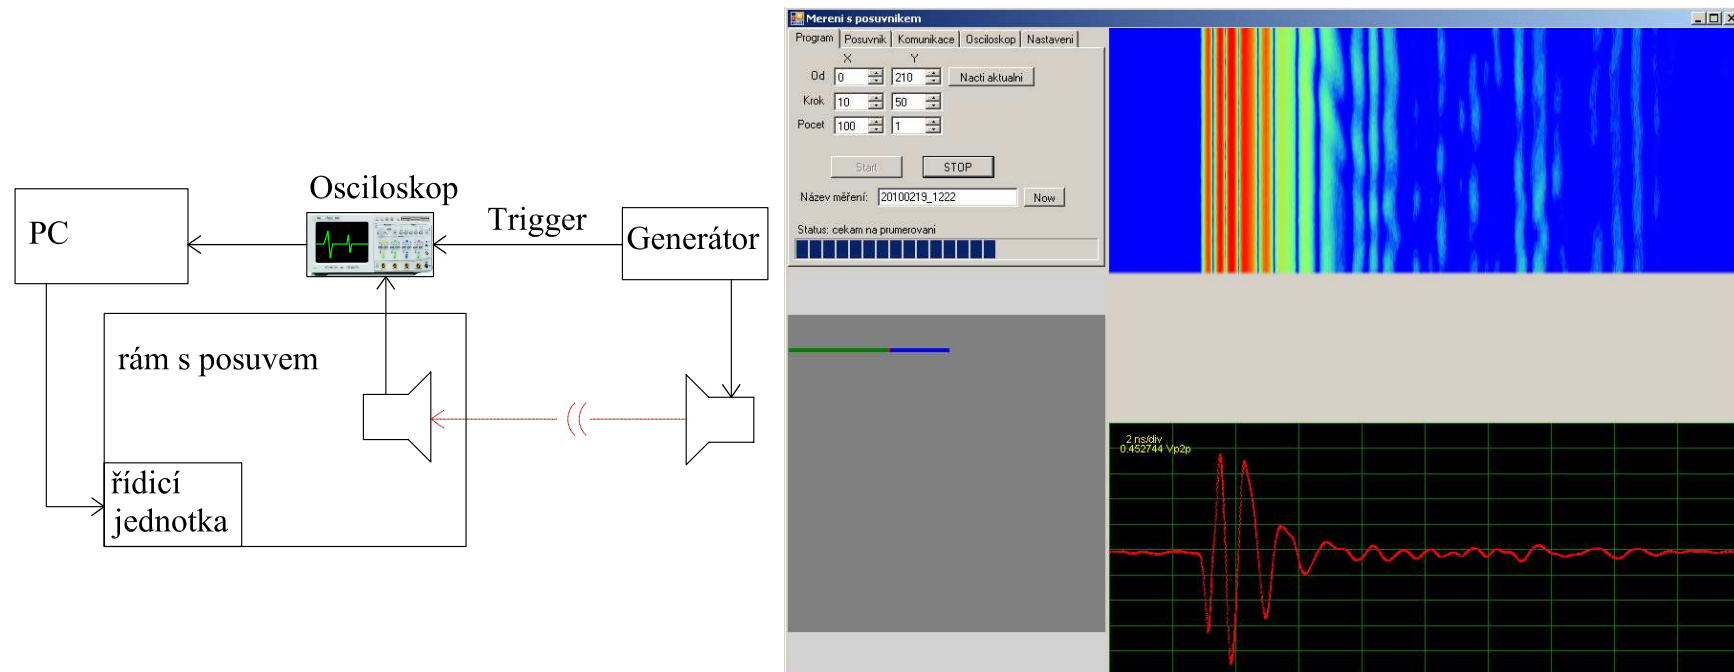 PC
Osciloskop
Trigger
Generátor
rám s posuvem
řídicí
jednotka
Mereni s posuvnikem
Program Posuvnik Komunikace Osciloskop Nastaveni
X Y
Od 0 210 Nacti aktualni
Krok 10 50
Pocet 100 1
Start STOP
Název měření: 20100219_1222 Now
Status: cekam na prumerovani
2 ns/div
0.452744 Vp2p